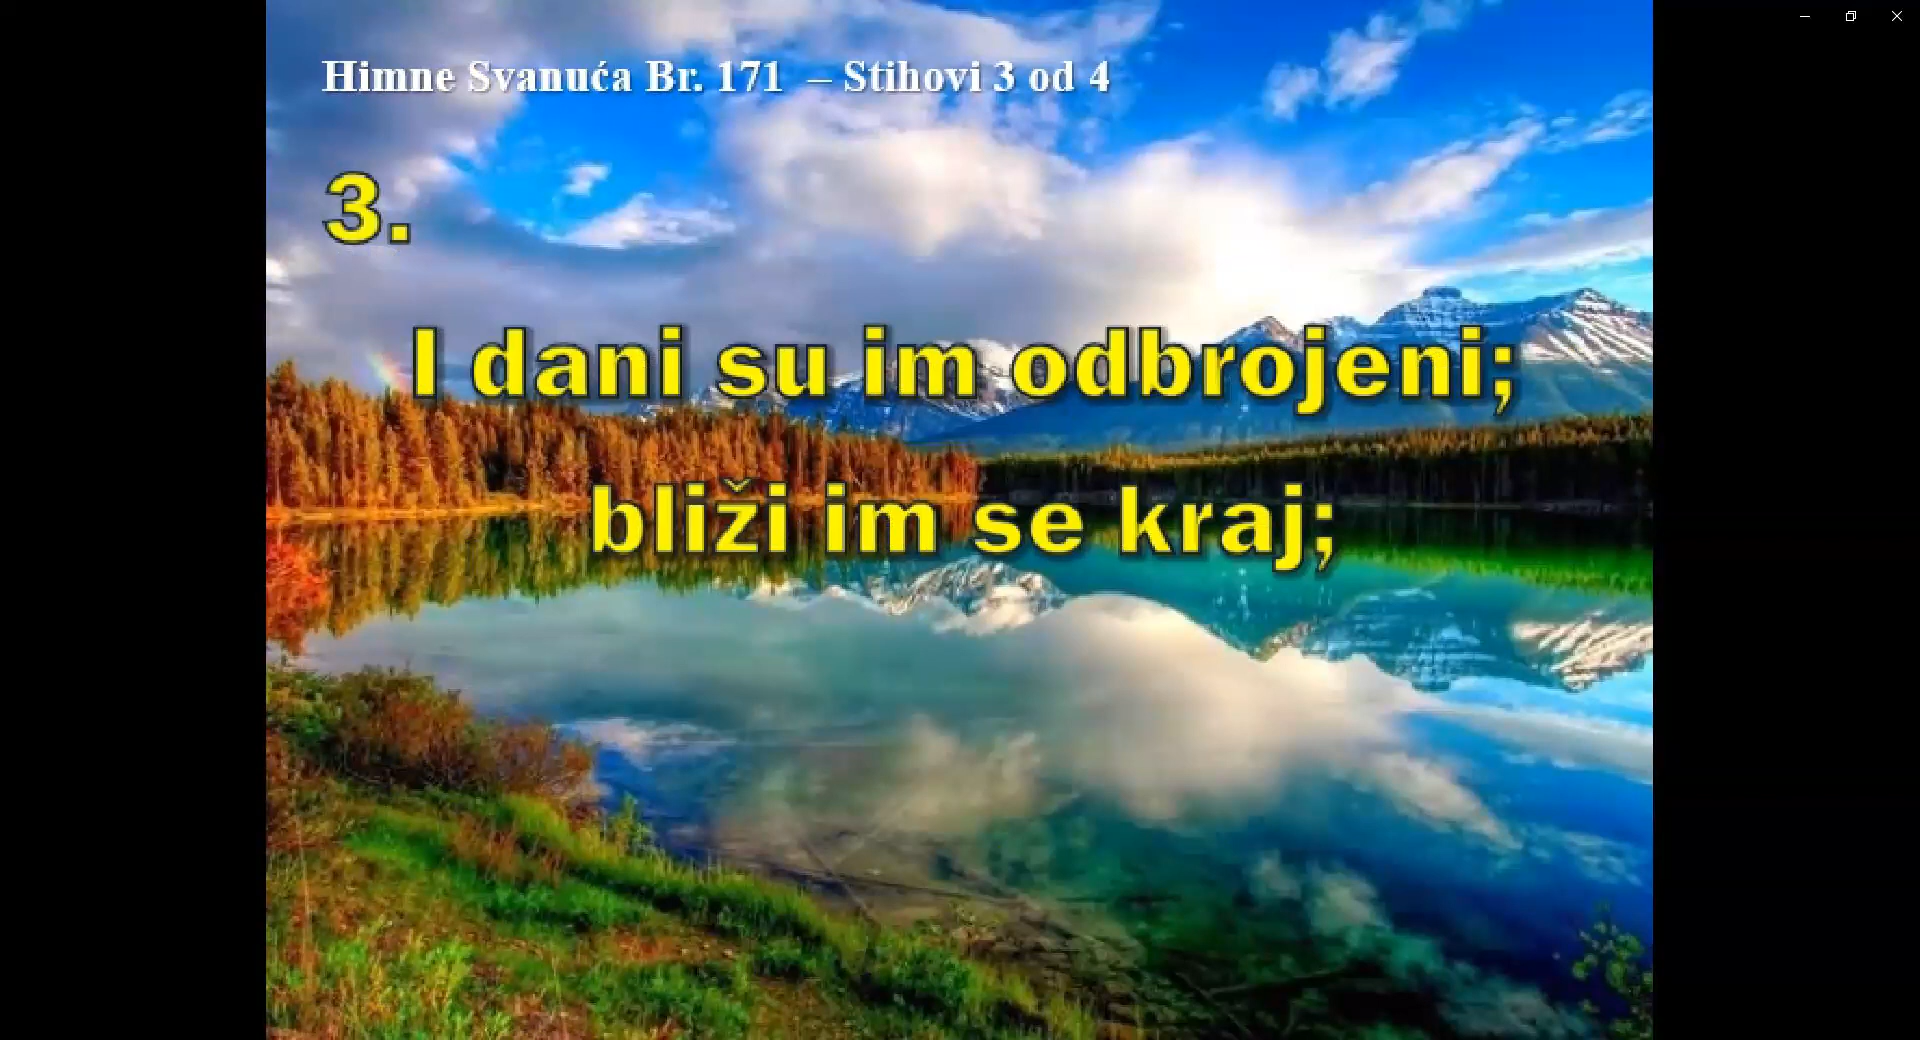 Himne Svanuća Br. 171 – Stihovi 3 od 4
3.
I dani su im odbrojeni;
bliži im se kraj;